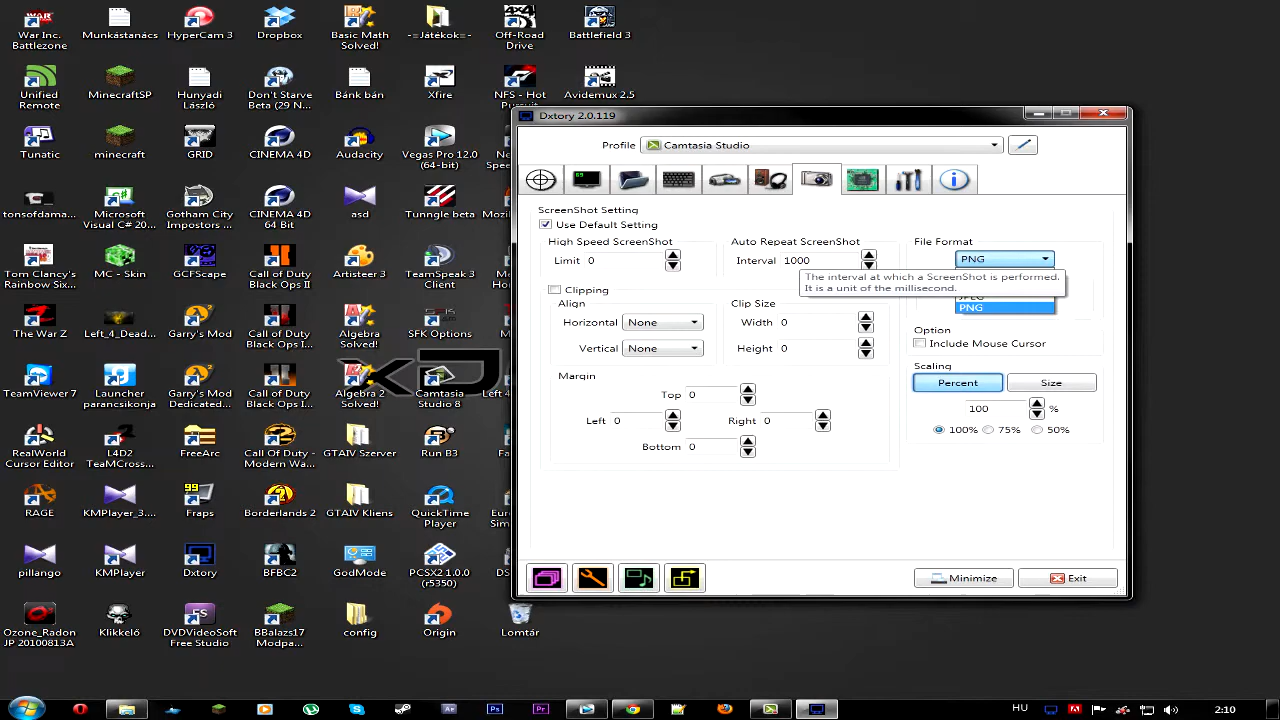 War Inc.
Battlezone
Munkástanács
HyperCam 3
Dropbox
Basic Math
Solved!
-=Játékok=-
Off-Road
Drive
Battlefield 3
Unified
Remote
MinecraftSP
Hunyadi
László
Don't Starve
Beta (29 N...
Bánk bán
Xfire
NFS - Hot
Pursuit
Avidemux 2.5
Tunatic
minecraft
GRID
CINEMA 4D
Audacity
Vegas Pro 12.0
(64-bit)
tonsofdama...
Microsoft
Visual C# 20...
Gotham City
Impostors ...
CINEMA 4D
64 Bit
asd
Tunngle beta
Tom Clancy's
Rainbow Six...
MC - Skin
GCFScape
Call of Duty
Black Ops II
Artisteer 3
TeamSpeak 3
Client
The War Z
Left_4_Dead...
Garry's Mod
Call of Duty
Black Ops I...
Algebra
Solved!
SFK Options
TeamViewer 7
Launcher
parancsikonja
Garry's Mod
Dedicated...
Call of Duty
Black Ops I...
Algebra 2
Solved!
Camtasia
Studio 8
RealWorld
Cursor Editor
L4D2
TeaMCross...
FreeArc
Call Of Duty -
Modern Wa...
GTAIV Szerver
Run B3
RAGE
KMPlayer_3....
99
Fraps
Borderlands 2
GTAIV Kliens
QuickTime
Player
pillango
KMPlayer
Dxtory
BFBC2
GodMode
PCSX2 1.0.0
(r5350)
Ozone_Radon
JP 20100813A
Klikkelő
DVDVideoSoft
Free Studio
BBalazs17
Modpa...
config
Origin
Lomtár
xD
Dxtory 2.0.119
Profile
Camtasia Studio
ScreenShot Setting
Use Default Setting
High Speed ScreenShot
Limit 0
Auto Repeat ScreenShot
Interval 1000
File Format
PNG
The interval at which a ScreenShot is performed.
It is a unit of the millisecond.
JPEG
PNG
Clipping
Align
Horizontal None
Vertical None
Clip Size
Width 0
Height 0
Option
Include Mouse Cursor
Margin
Top 0
Left 0
Right 0
Bottom 0
Scaling
Percent
Size
100 %
100% 75% 50%
Minimize
Exit
HU
2:10